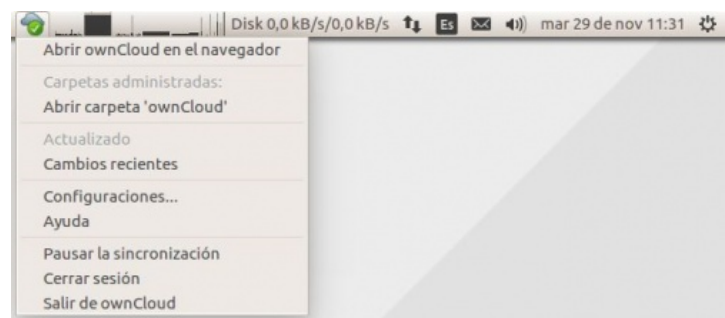 Disk 0,0 kB/s/0,0 kB/s Es mar 29 de nov 11:31
Abrir ownCloud en el navegador
Carpetas administradas:
Abrir carpeta 'ownCloud'
Actualizado
Cambios recientes
Configuraciones...
Ayuda
Pausar la sincronización
Cerrar sesión
Salir de ownCloud